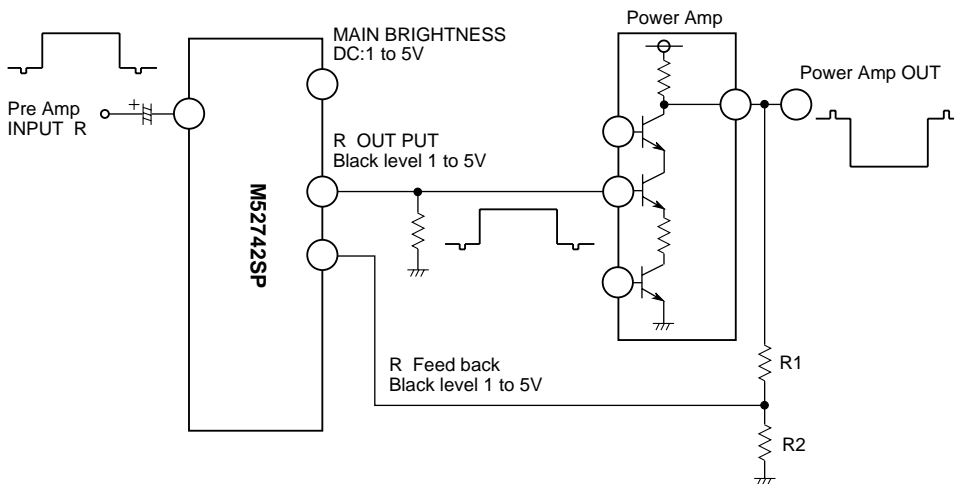 Power Amp
MAIN BRIGHTNESS
DC:1 to 5V
Power Amp OUT
+
Pre Amp
INPUT R
R OUT PUT
Black level 1 to 5V
M52742SP
R1
R Feed back
Black level 1 to 5V
R2